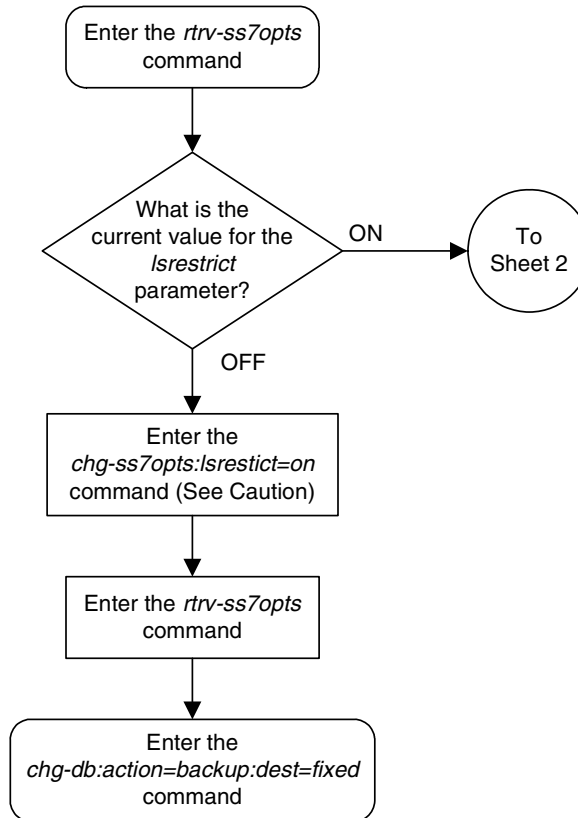 Enter the rtrv-ss7opts
command
What is the
current value for the
lsrestrict
parameter?
ON
To
Sheet 2
OFF
Enter the
chg-ss7opts:lsrestict=on
command (See Caution)
Enter the rtrv-ss7opts
command
Enter the
chg-db:action=backup:dest=fixed
command